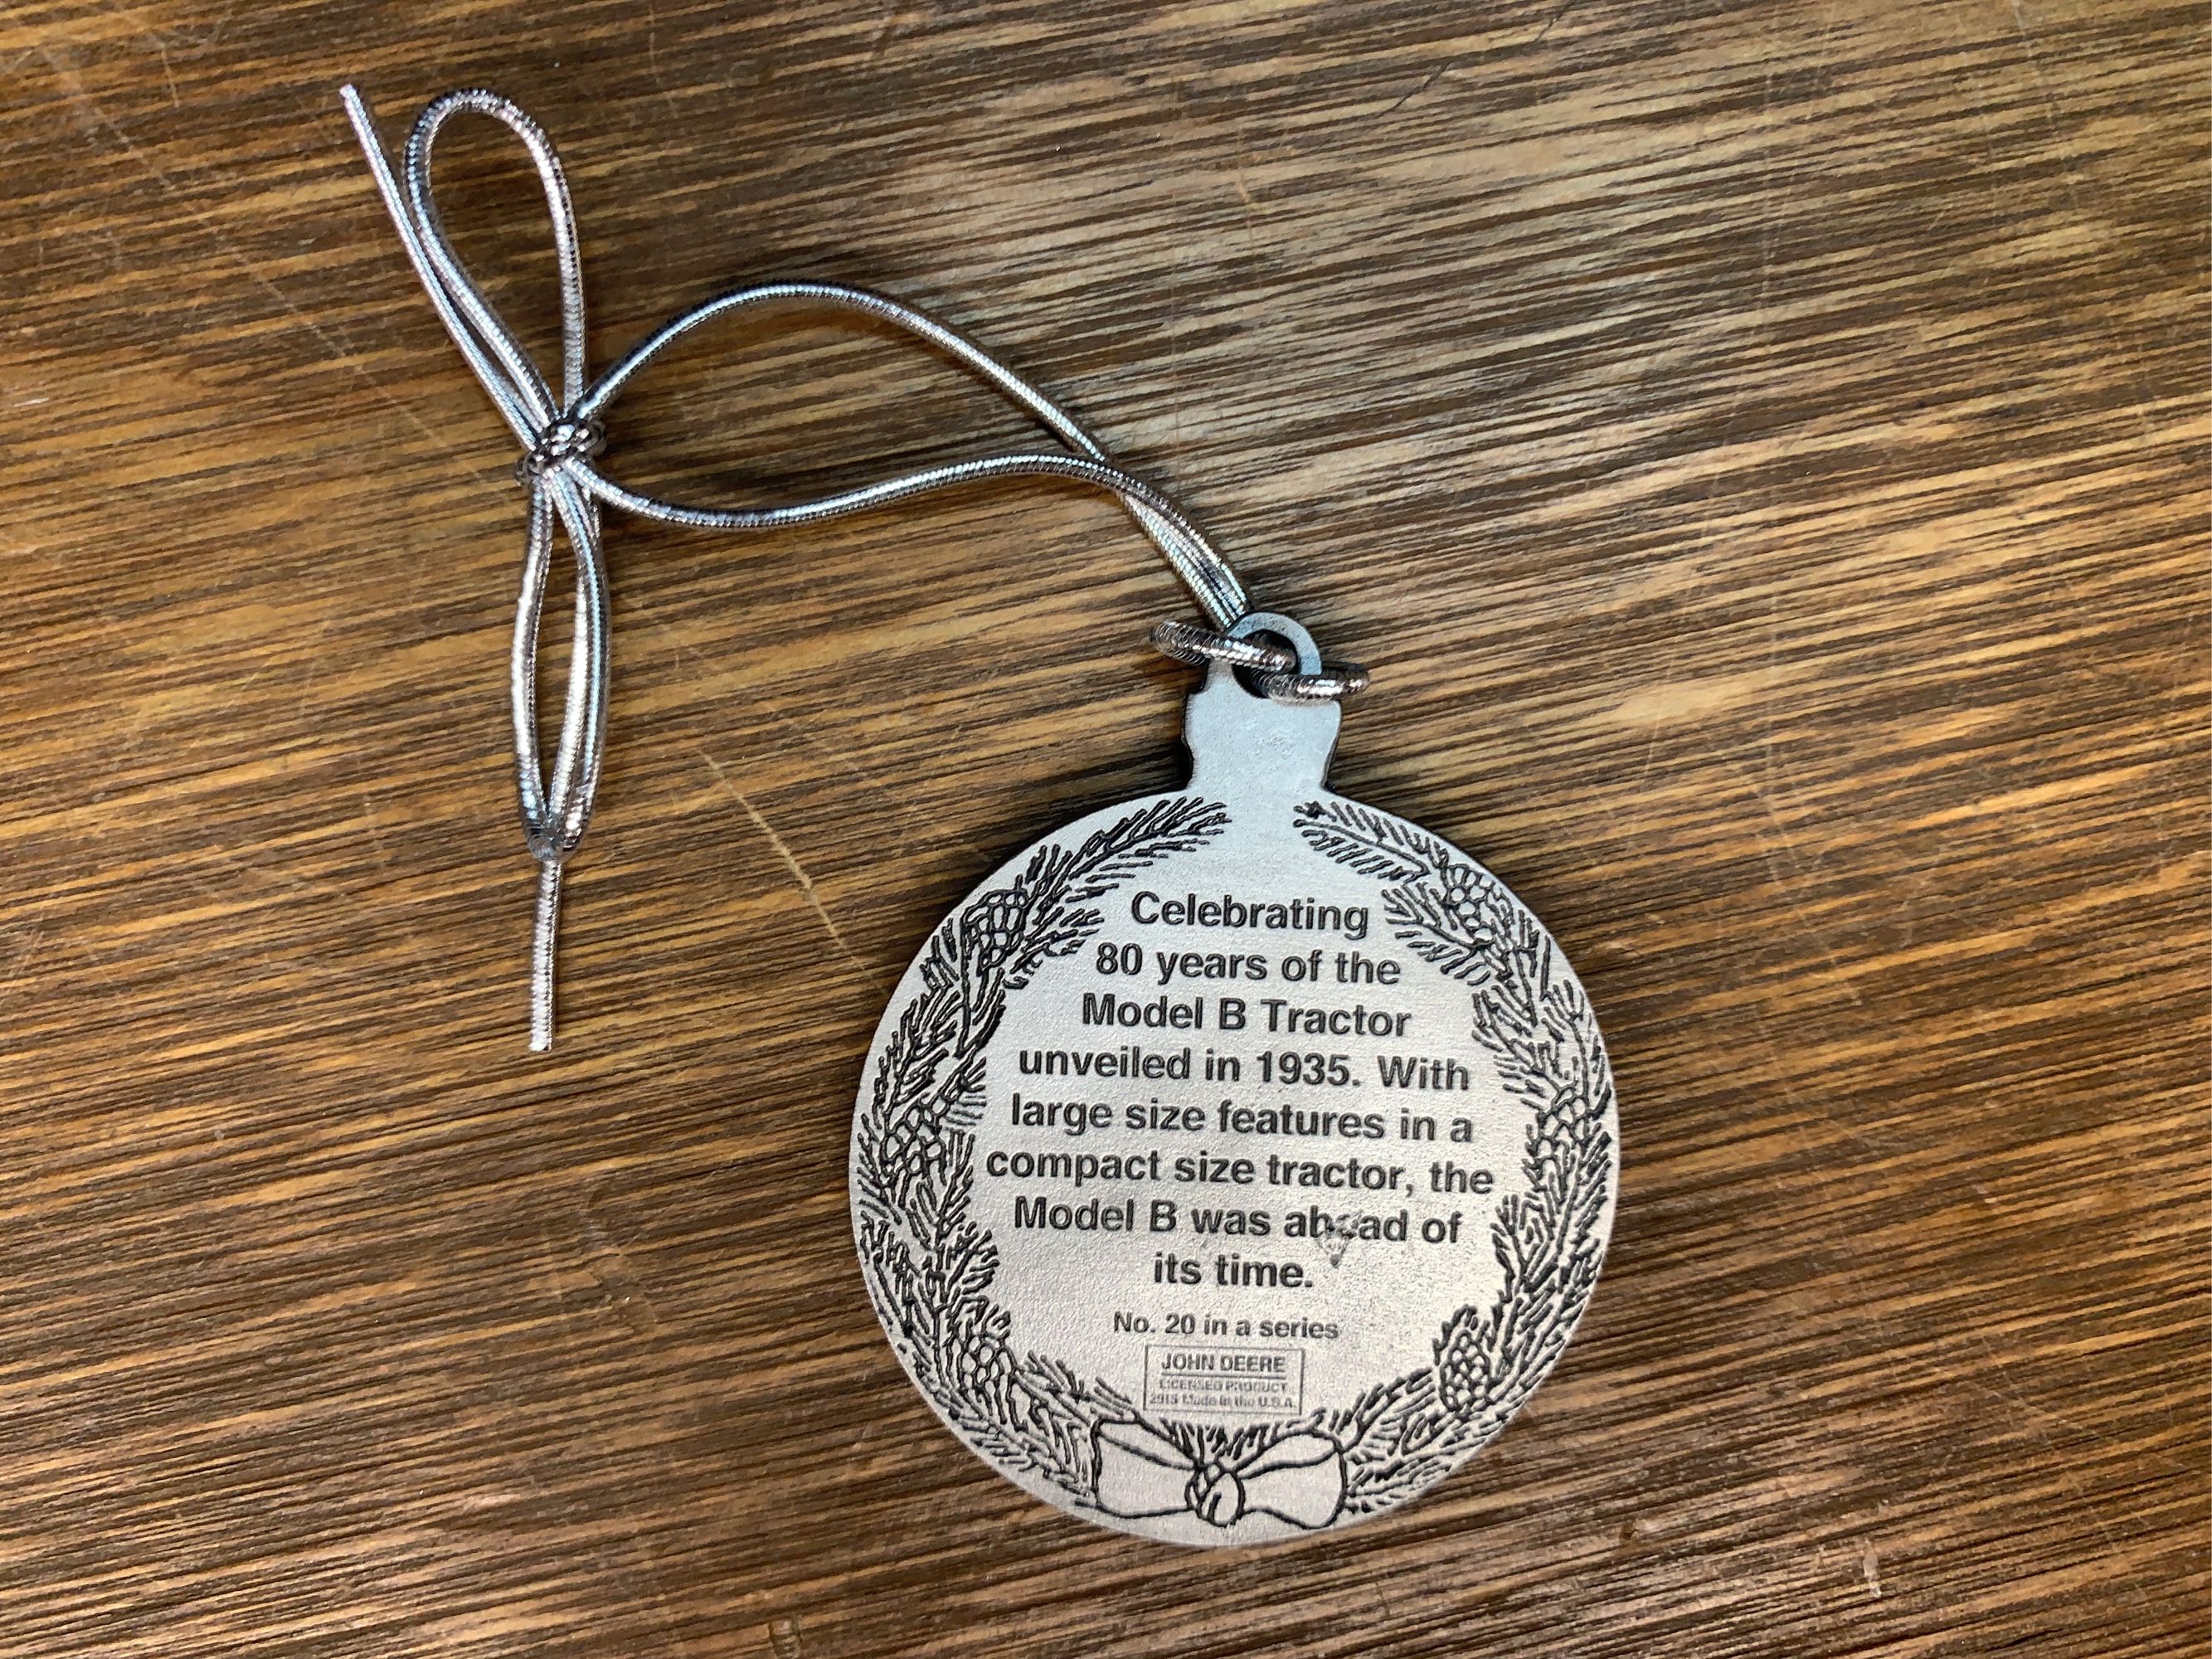 Celebrating
80 years of the
Model B Tractor
unveiled in 1935. With
large size features in a
compact size tractor, the
Model B was ahead of
its time.
No. 20 in a series
JOHN DEERE
LICENSED PRODUCT
2015 Made in the U.S.A.